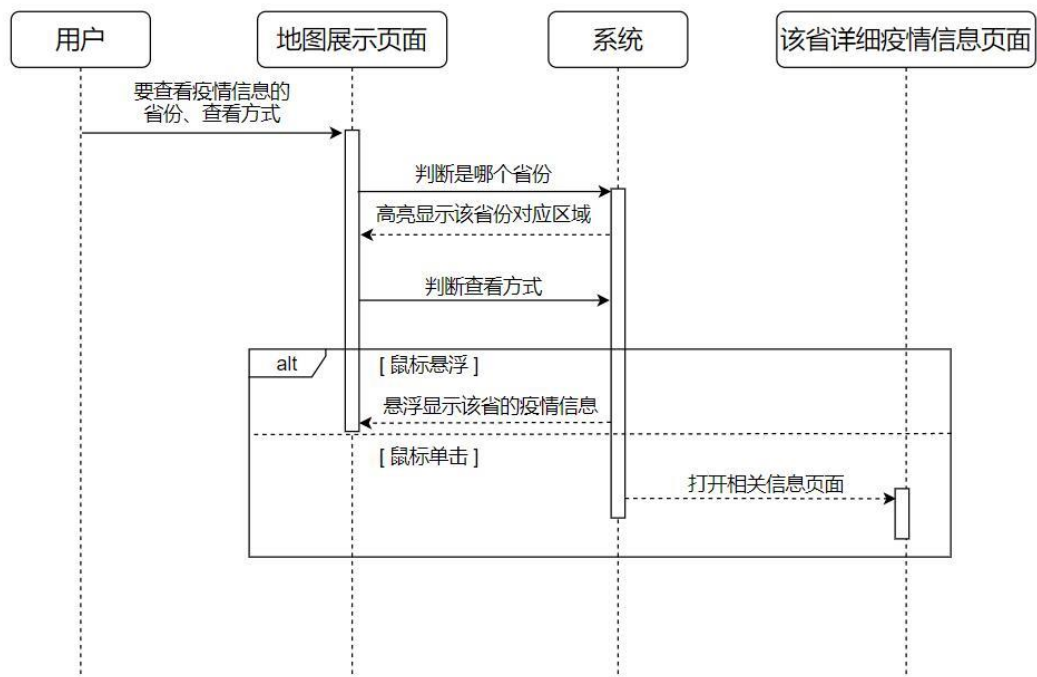 用户
地图展示页面
系统
该省详细疫情信息页面
要查看疫情信息的
省份、查看方式
判断是哪个省份
高亮显示该省份对应区域
判断查看方式
alt
[ 鼠标悬浮 ]
悬浮显示该省的疫情信息
[ 鼠标单击 ]
打开相关信息页面